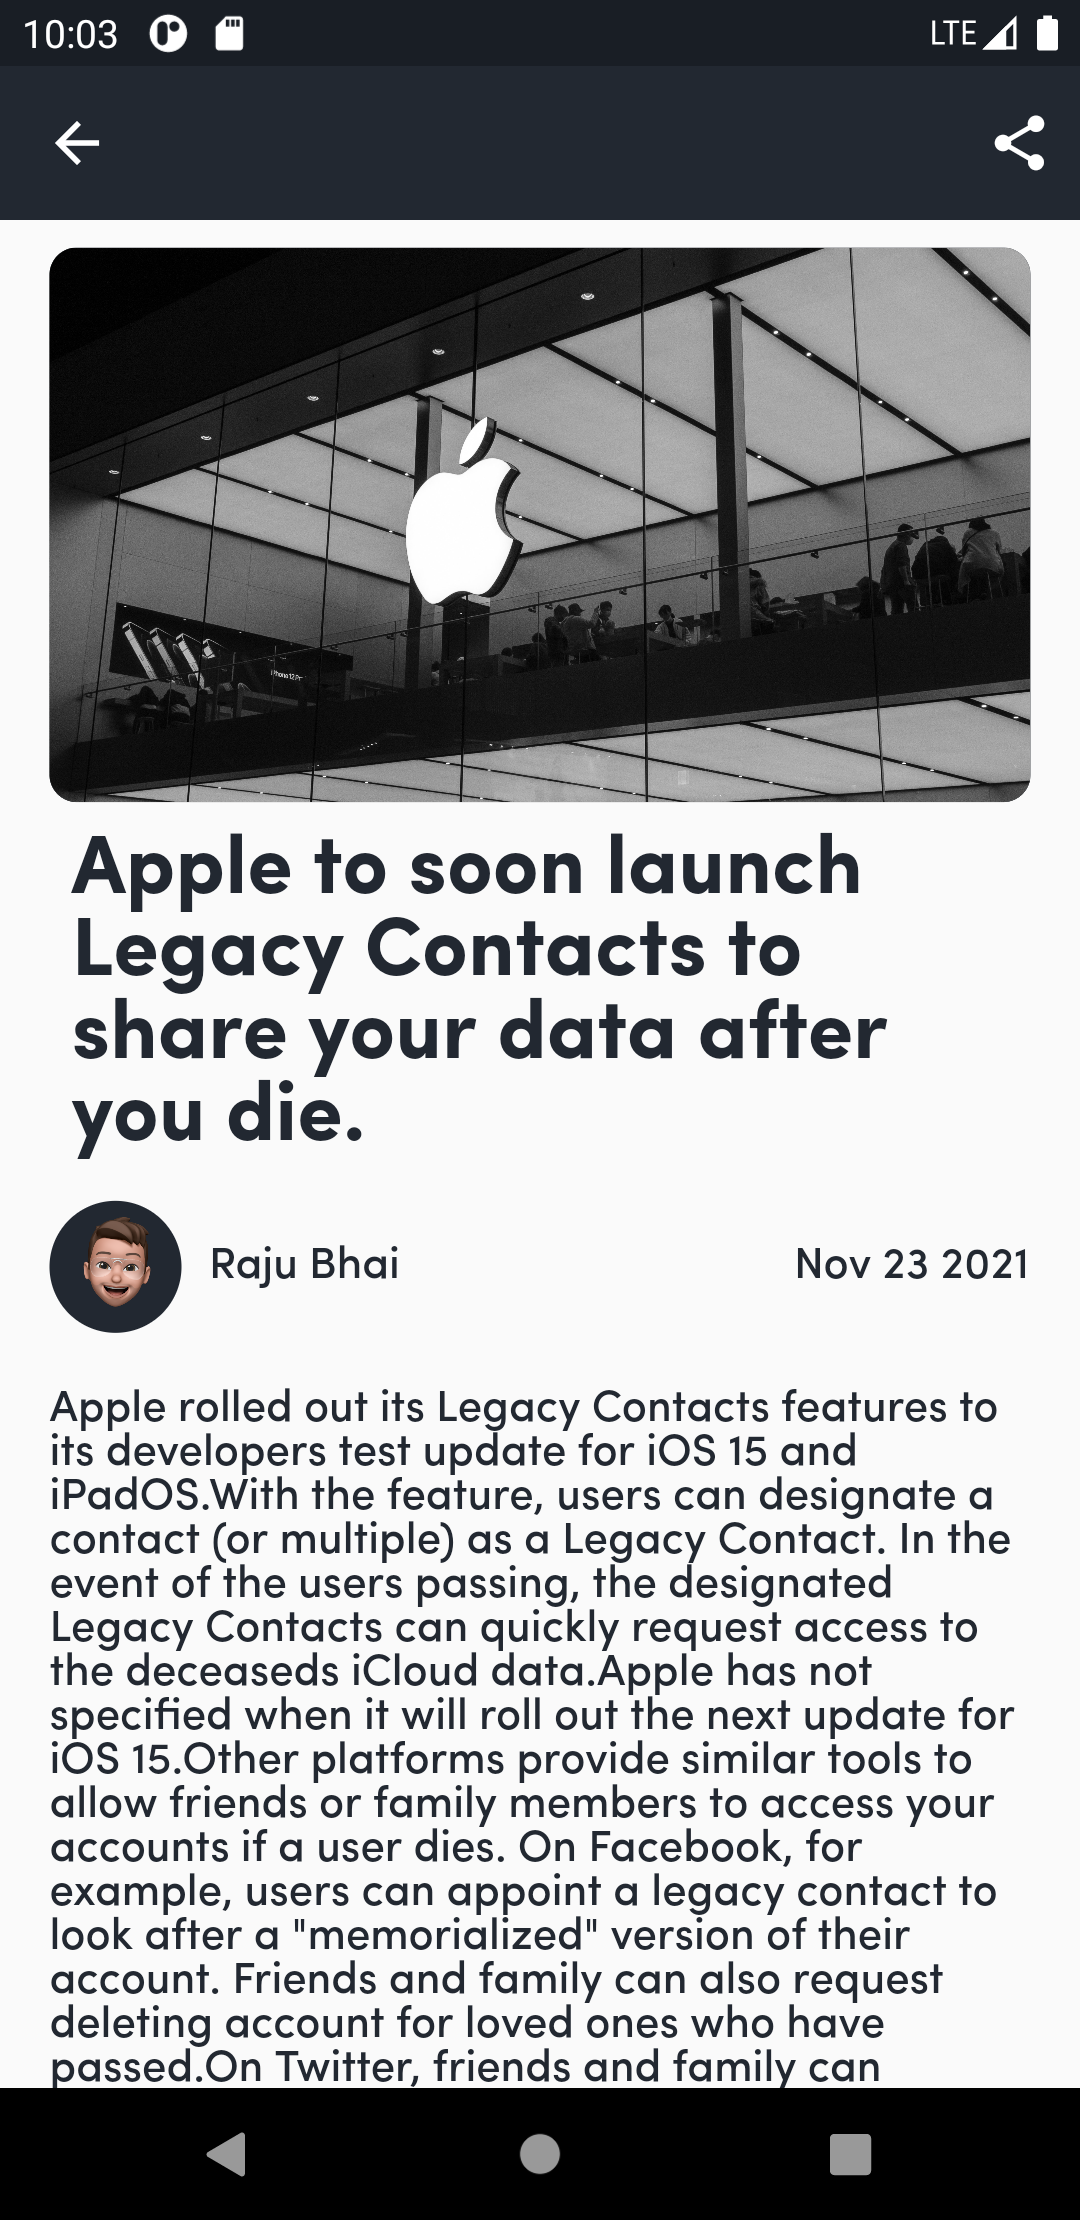 10:03
LTE
iPhone 12 Pr
Apple to soon launch
Legacy Contacts to
share your data after
you die.
Raju Bhai
Nov 23 2021
Apple rolled out its Legacy Contacts features to
its developers test update for iOS 15 and
iPadOS.With the feature, users can designate a
contact (or multiple) as a Legacy Contact. In the
event of the users passing, the designated
Legacy Contacts can quickly request access to
the deceaseds iCloud data.Apple has not
specified when it will roll out the next update for
iOS 15.Other platforms provide similar tools to
allow friends or family members to access your
accounts if a user dies. On Facebook, for
example, users can appoint a legacy contact to
look after a "memorialized" version of their
account. Friends and family can also request
deleting account for loved ones who have
passed.On Twitter, friends and family can